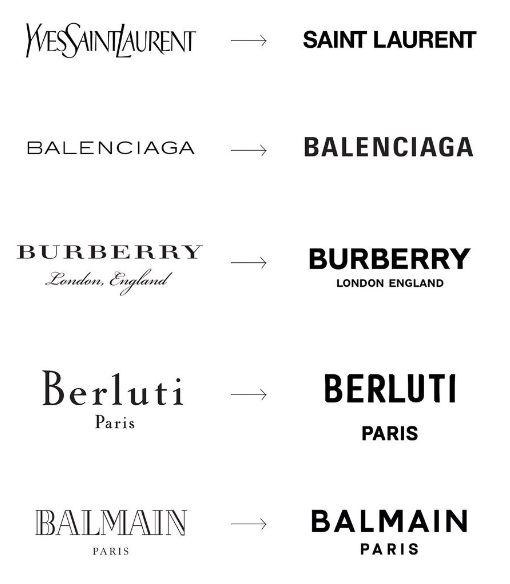 YVESSAINTLAURENT → SAINT LAURENT
BALENCIAGA → BALENCIAGA
BURBERRY → BURBERRY
London, England LONDON ENGLAND
Berluti → BERLUTI
Paris PARIS
BALMAIN → BALMAIN
PARIS PARIS